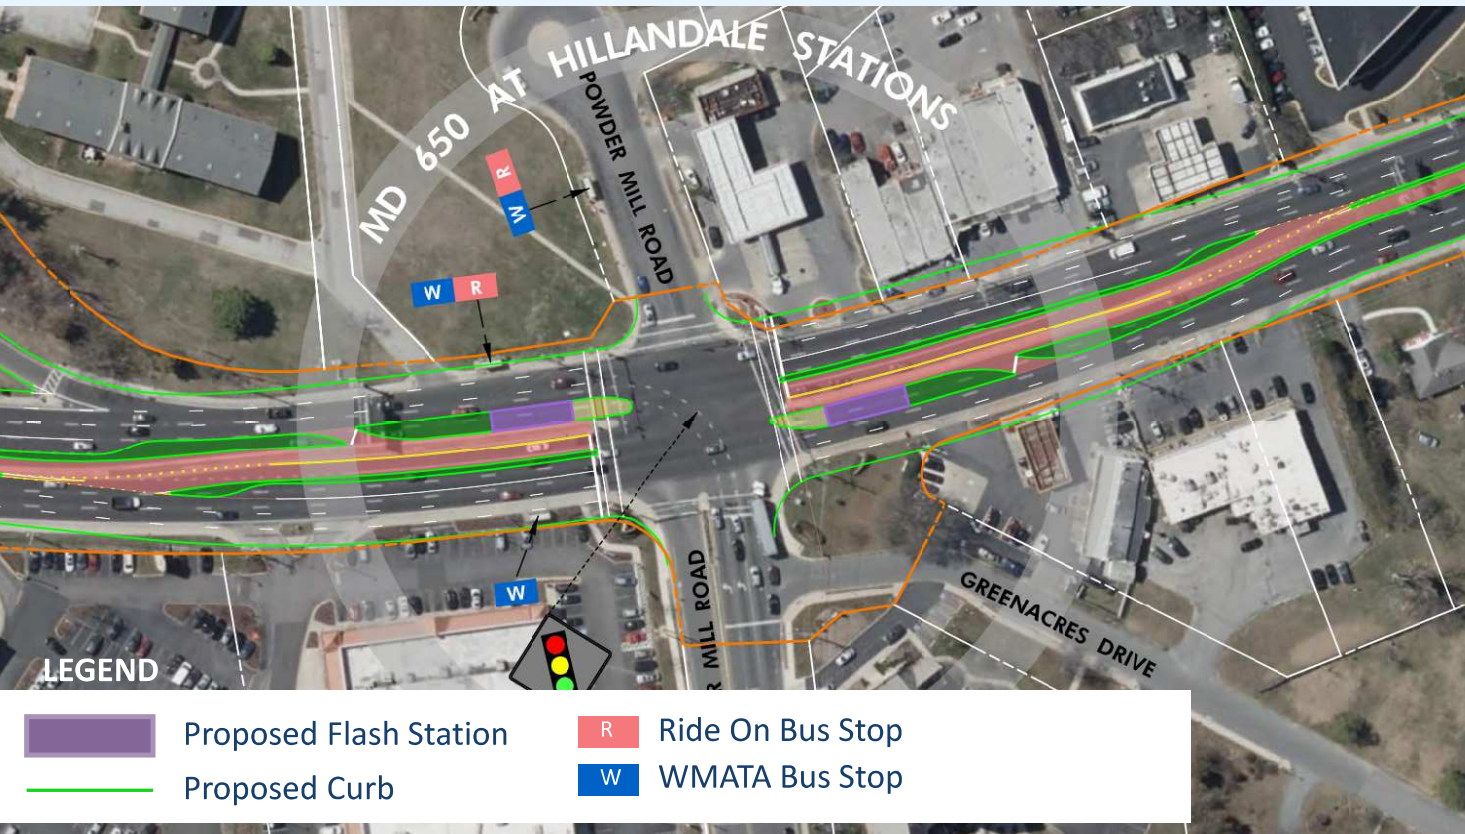 MD 650 AT HILLANDALE STATIONS
POWDER MILL ROAD
R
W
W R
W
R MILL ROAD
GREENACRES DRIVE
LEGEND
Proposed Flash Station
R Ride On Bus Stop
Proposed Curb
W WMATA Bus Stop